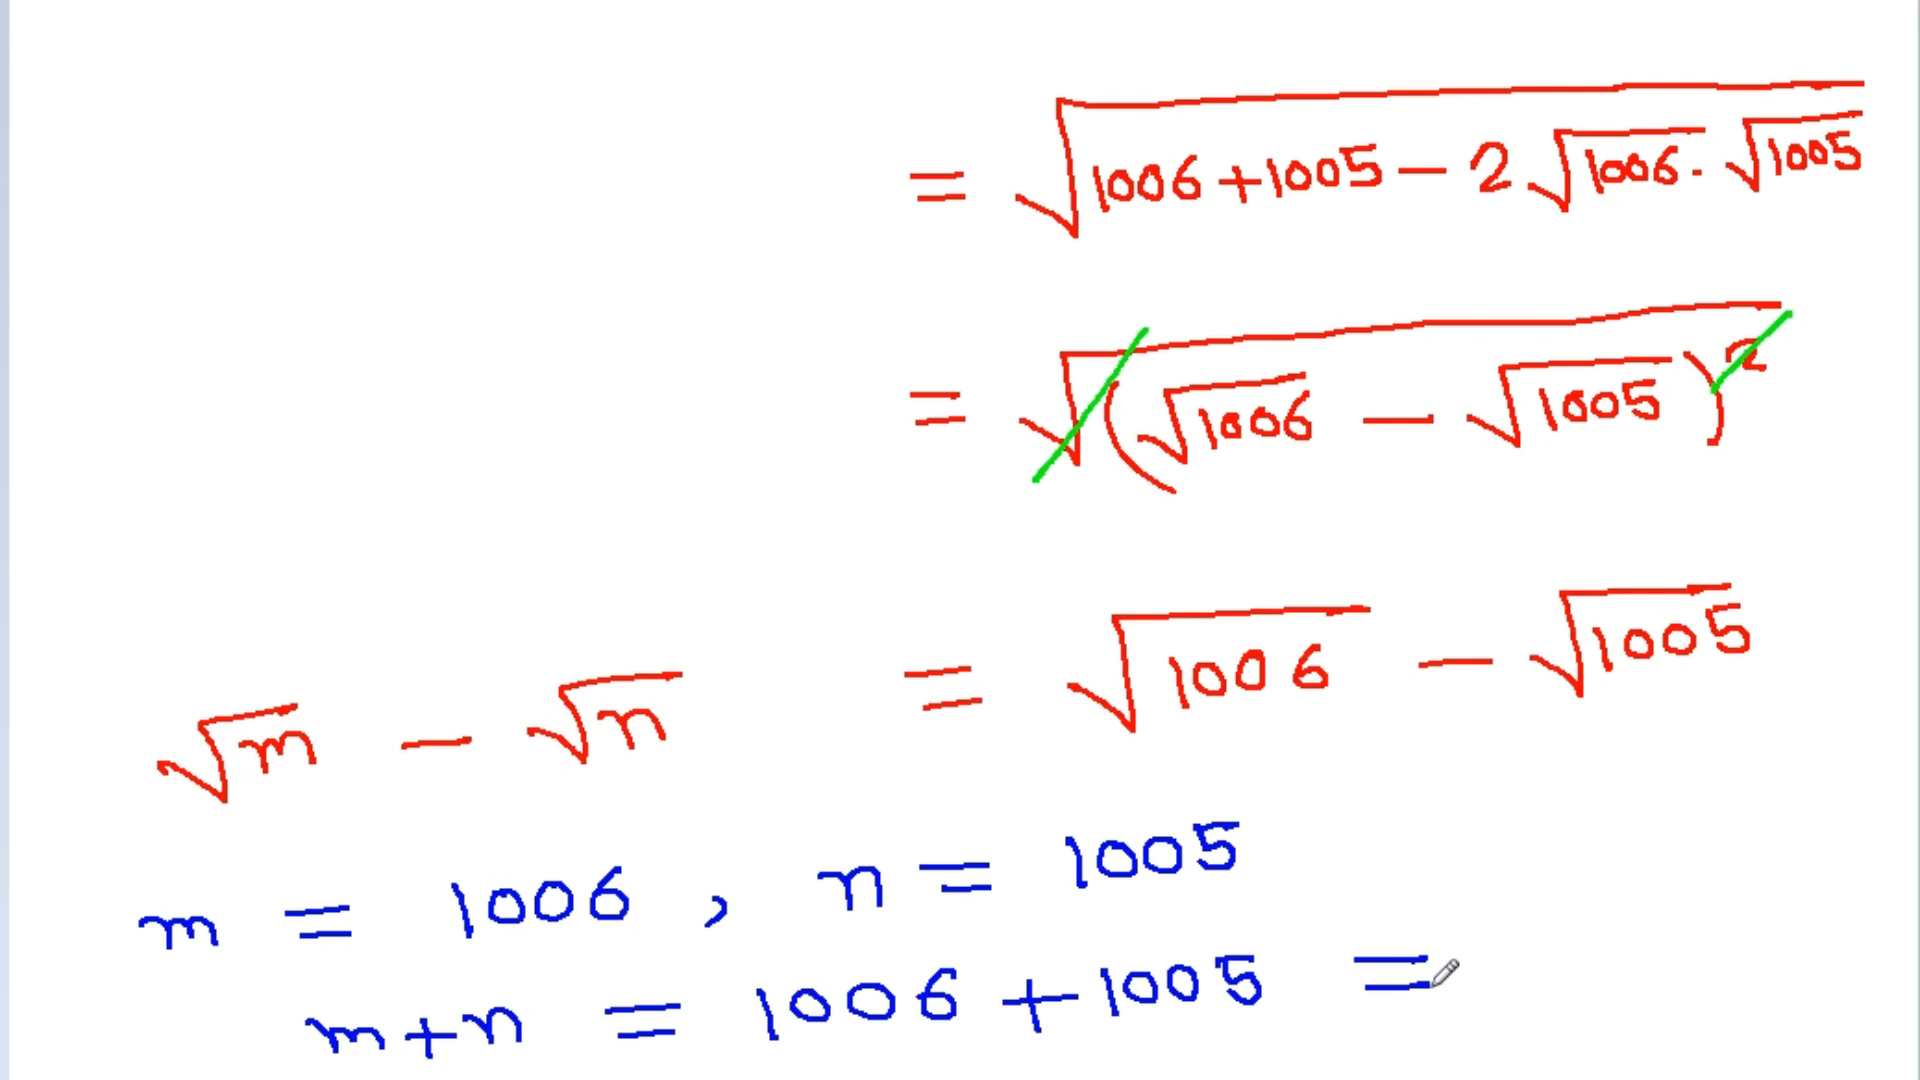 = √(1006+1005 − 2√1006 · √1005)
= √(√1006 − √1005)²
√m − √n = √1006 − √1005
m = 1006 , n = 1005
m+n = 1006 + 1005 =